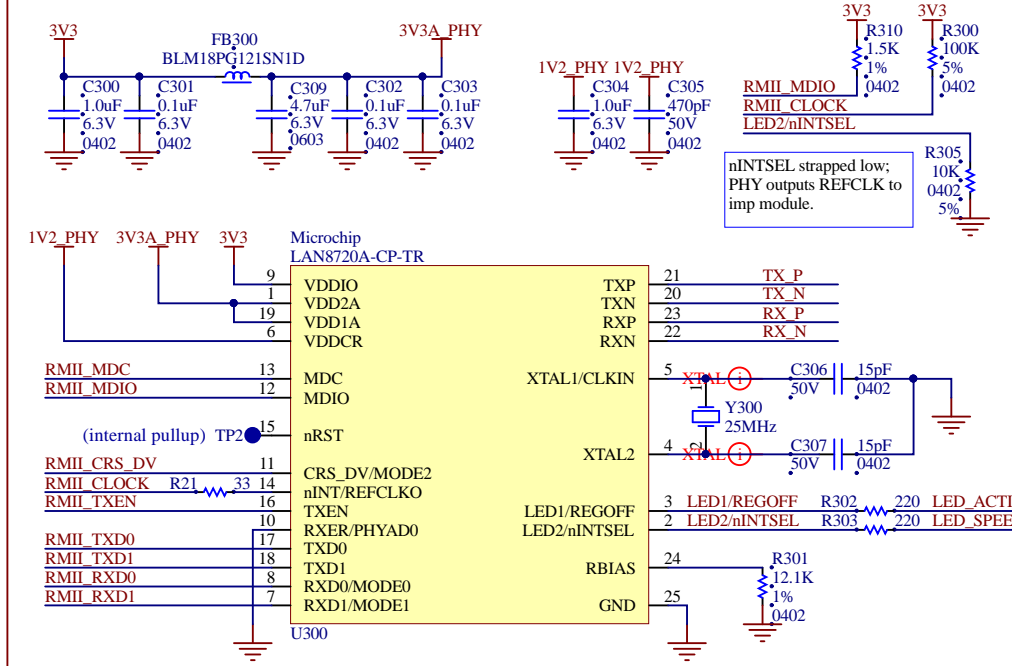 3V3
FB300
BLM18PG121SN1D
3V3A_PHY
C300
1.0uF
6.3V
0402
C301
0.1uF
6.3V
0402
C309
4.7uF
6.3V
0603
C302
0.1uF
6.3V
0402
C303
0.1uF
6.3V
0402
1V2_PHY
1V2_PHY
C304
1.0uF
6.3V
0402
C305
470pF
50V
0402
3V3
3V3
R310
1.5K
1%
0402
R300
100K
5%
0402
RMII_MDIO
RMII_CLOCK
LED2/nINTSEL
R305
10K
0402
5%
nINTSEL strapped low;
PHY outputs REFCLK to
imp module.
1V2_PHY
3V3A_PHY
3V3
Microchip
LAN8720A-CP-TR
9 VDDIO
1 VDD2A
19 VDD1A
6 VDDCR
RMII_MDC 13 MDC
RMII_MDIO 12 MDIO
(internal pullup) TP2 15 nRST
RMII_CRS_DV 11 CRS_DV/MODE2
RMII_CLOCK R21 33 14 nINT/REFCLKO
RMII_TXEN 16 TXEN
10 RXER/PHYAD0
RMII_TXD0 17 TXD0
RMII_TXD1 18 TXD1
RMII_RXD0 8 RXD0/MODE0
RMII_RXD1 7 RXD1/MODE1
U300
TXP 21 TX_P
TXN 20 TX_N
RXP 23 RX_P
RXN 22 RX_N
XTAL1/CLKIN 5 XTAL i
C306
50V
15pF
0402
1
Y300
25MHz
2
XTAL2 4 XTAL i
C307
50V
15pF
0402
LED1/REGOFF 3 LED1/REGOFF R302 220 LED_ACTI
LED2/nINTSEL 2 LED2/nINTSEL R303 220 LED_SPEE
RBIAS 24
R301
12.1K
1%
0402
GND 25